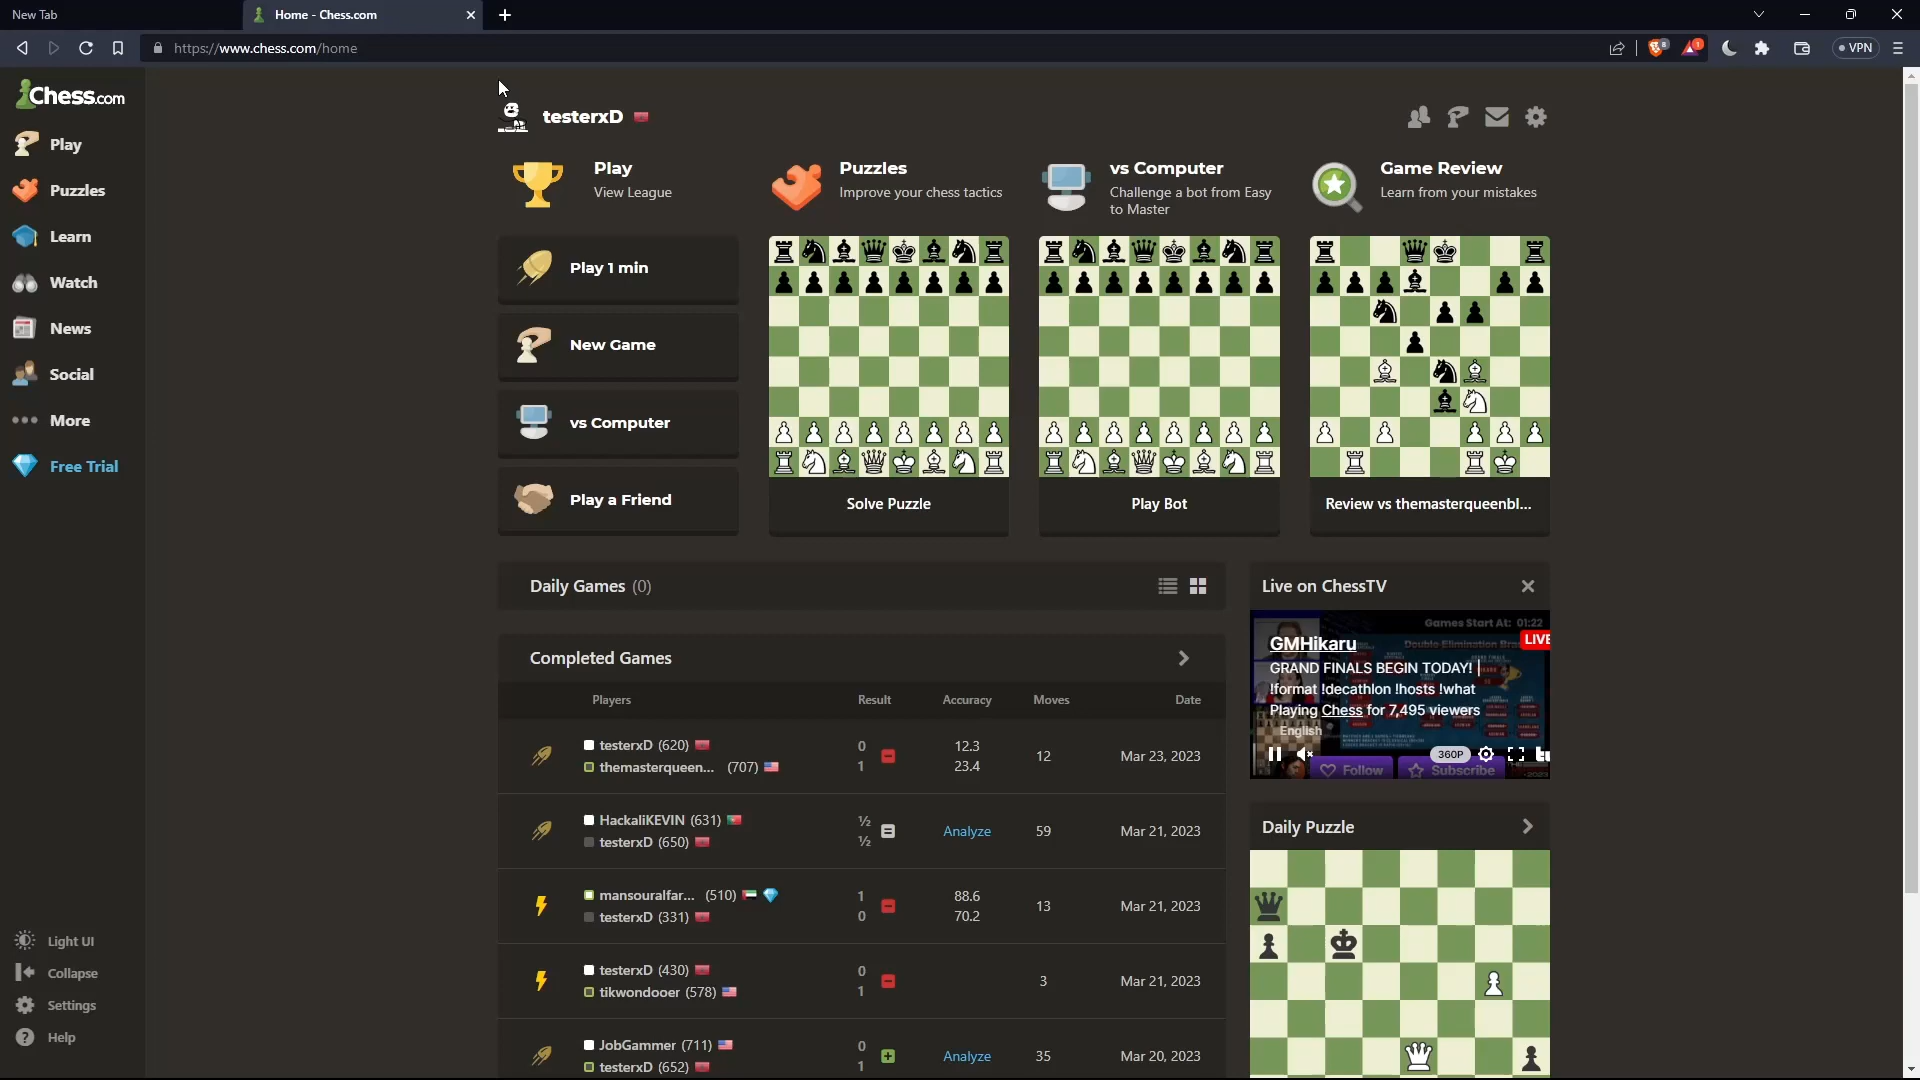 New Tab
Home - Chess.com
https://www.chess.com/home
8
1
VPN
Chess.com
Play
Puzzles
Learn
Watch
News
Social
More
Free Trial
Light UI
Collapse
Settings
Help
testerxD
Play
View League
Puzzles
Improve your chess tactics
vs Computer
Challenge a bot from Easy
to Master
Game Review
Learn from your mistakes
Play 1 min
New Game
vs Computer
Play a Friend
Solve Puzzle
Play Bot
Review vs themasterqueenbl...
Daily Games (0)
Completed Games
Players Result Accuracy Moves Date
testerxD (620) 0 12.3
themasterqueen... (707) 1 23.4
12 Mar 23, 2023
HackaliKEVIN (631) ½
testerxD (650) ½
Analyze 59 Mar 21, 2023
mansouralfar... (510) 1 88.6
testerxD (331) 0 70.2
13 Mar 21, 2023
testerxD (430) 0
tikwondooer (578) 1
3 Mar 21, 2023
JobGammer (711) 0
testerxD (652) 1
Analyze 35 Mar 20, 2023
Live on ChessTV
Games Start At: 01:22
GMHikaru
LIVE
GRAND FINALS BEGIN TODAY! |
!format !decathlon !hosts !what
Playing Chess for 7,495 viewers
English
360P
Follow
Subscribe
Daily Puzzle